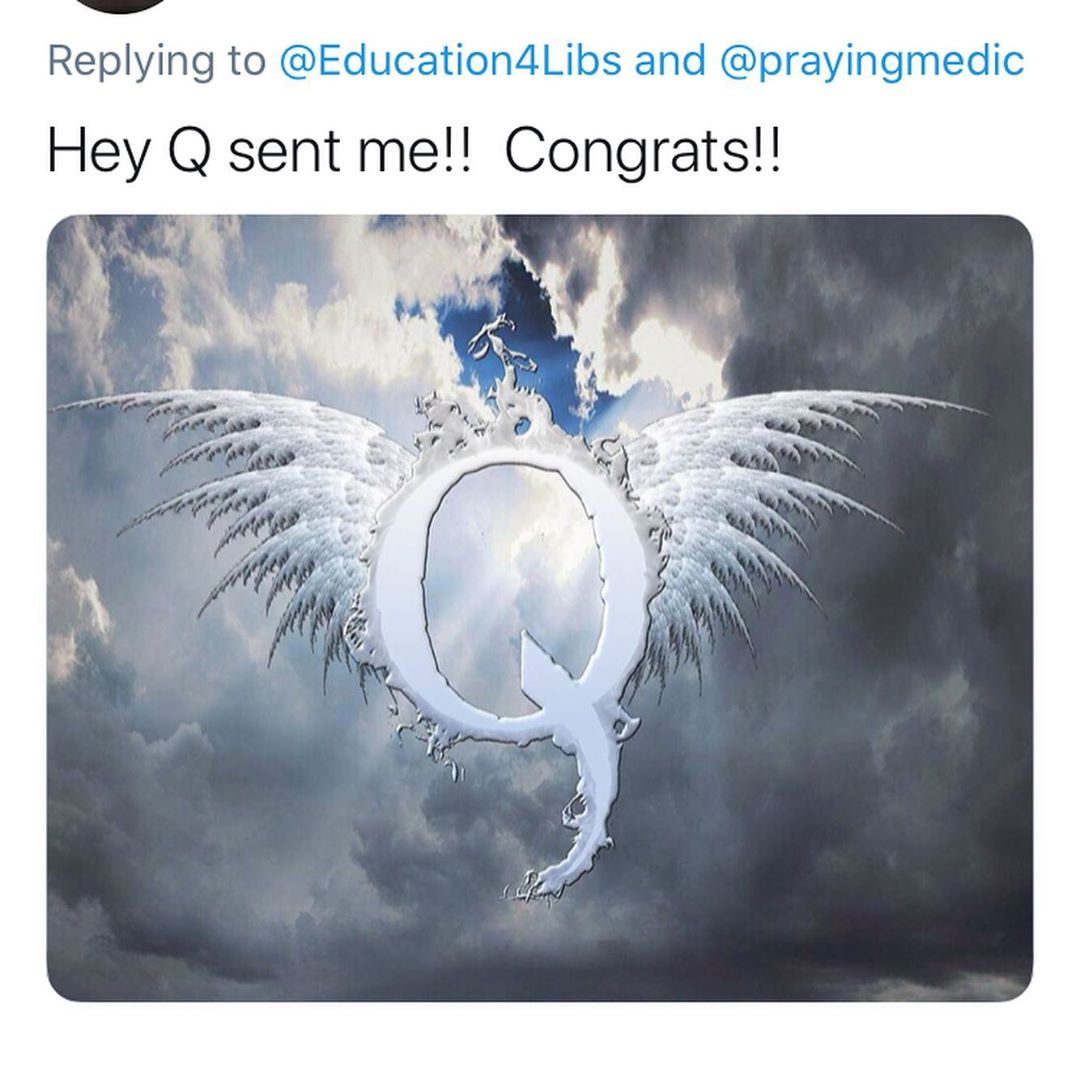 Replying to @Education4Libs and @prayingmedic
Hey Q sent me!!  Congrats!!
Q